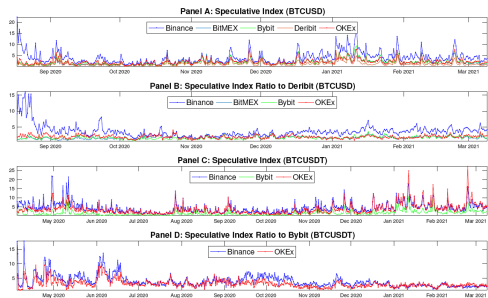 Panel A: Speculative Index (BTCUSD)
Binance BitMEX Bybit Deribit OKEx
20
15
10
5
Sep 2020 Oct 2020 Nov 2020 Dec 2020 Jan 2021 Feb 2021 Mar 2021
Panel B: Speculative Index Ratio to Deribit (BTCUSD)
Binance BitMEX Bybit OKEx
15
10
5
Sep 2020 Oct 2020 Nov 2020 Dec 2020 Jan 2021 Feb 2021 Mar 2021
Panel C: Speculative Index (BTCUSDT)
Binance Bybit OKEx
25
20
15
10
5
May 2020 Jun 2020 Jul 2020 Aug 2020 Sep 2020 Oct 2020 Nov 2020 Dec 2020 Jan 2021 Feb 2021 Mar 2021
Panel D: Speculative Index Ratio to Bybit (BTCUSDT)
Binance OKEx
15
10
5
May 2020 Jun 2020 Jul 2020 Aug 2020 Sep 2020 Oct 2020 Nov 2020 Dec 2020 Jan 2021 Feb 2021 Mar 2021